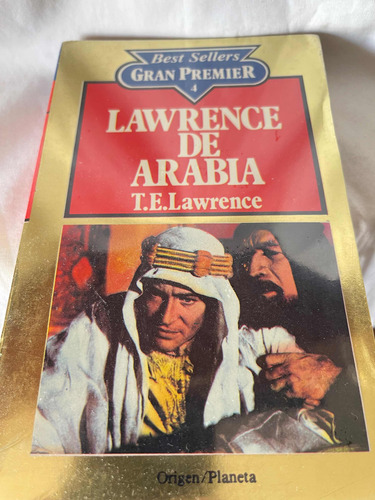 Best Sellers
GRAN PREMIER
4
LAWRENCE
DE
ARABIA
T.E.Lawrence
Origen/Planeta